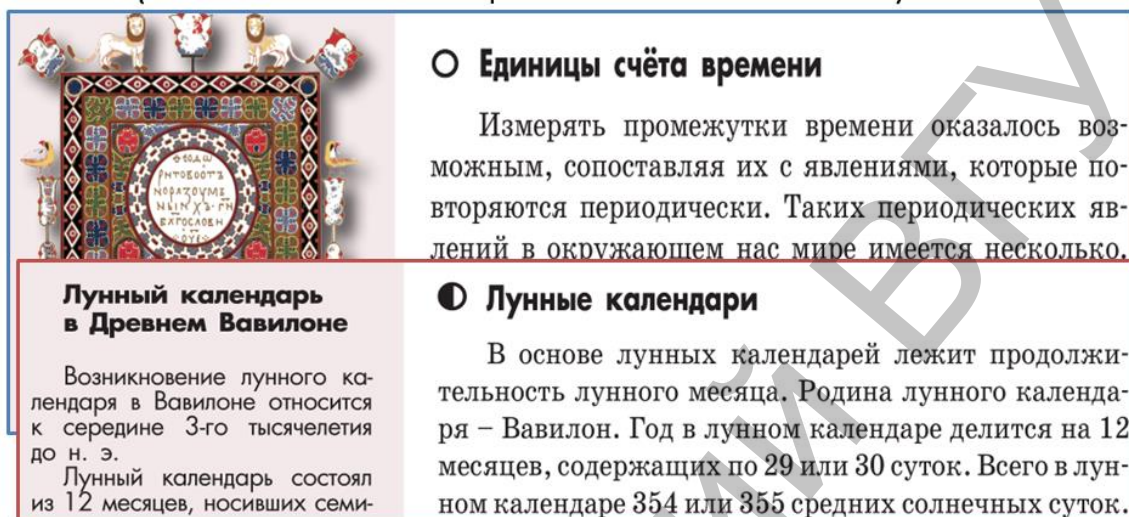 Единицы счёта времени
Измерять промежутки времени оказалось воз-
можным, сопоставляя их с явлениями, которые по-
вторяются периодически. Таких периодических яв-
лений в окружающем нас мире имеется несколько.
Лунный календарь
в Древнем Вавилоне
Возникновение лунного ка-
лендаря в Вавилоне относится
к середине 3-го тысячелетия
до н. э.
Лунный календарь состоял
из 12 месяцев, носивших семи-
Лунные календари
В основе лунных календарей лежит продолжи-
тельность лунного месяца. Родина лунного календа-
ря – Вавилон. Год в лунном календаре делится на 12
месяцев, содержащих по 29 или 30 суток. Всего в лун-
ном календаре 354 или 355 средних солнечных суток.
ВГУ